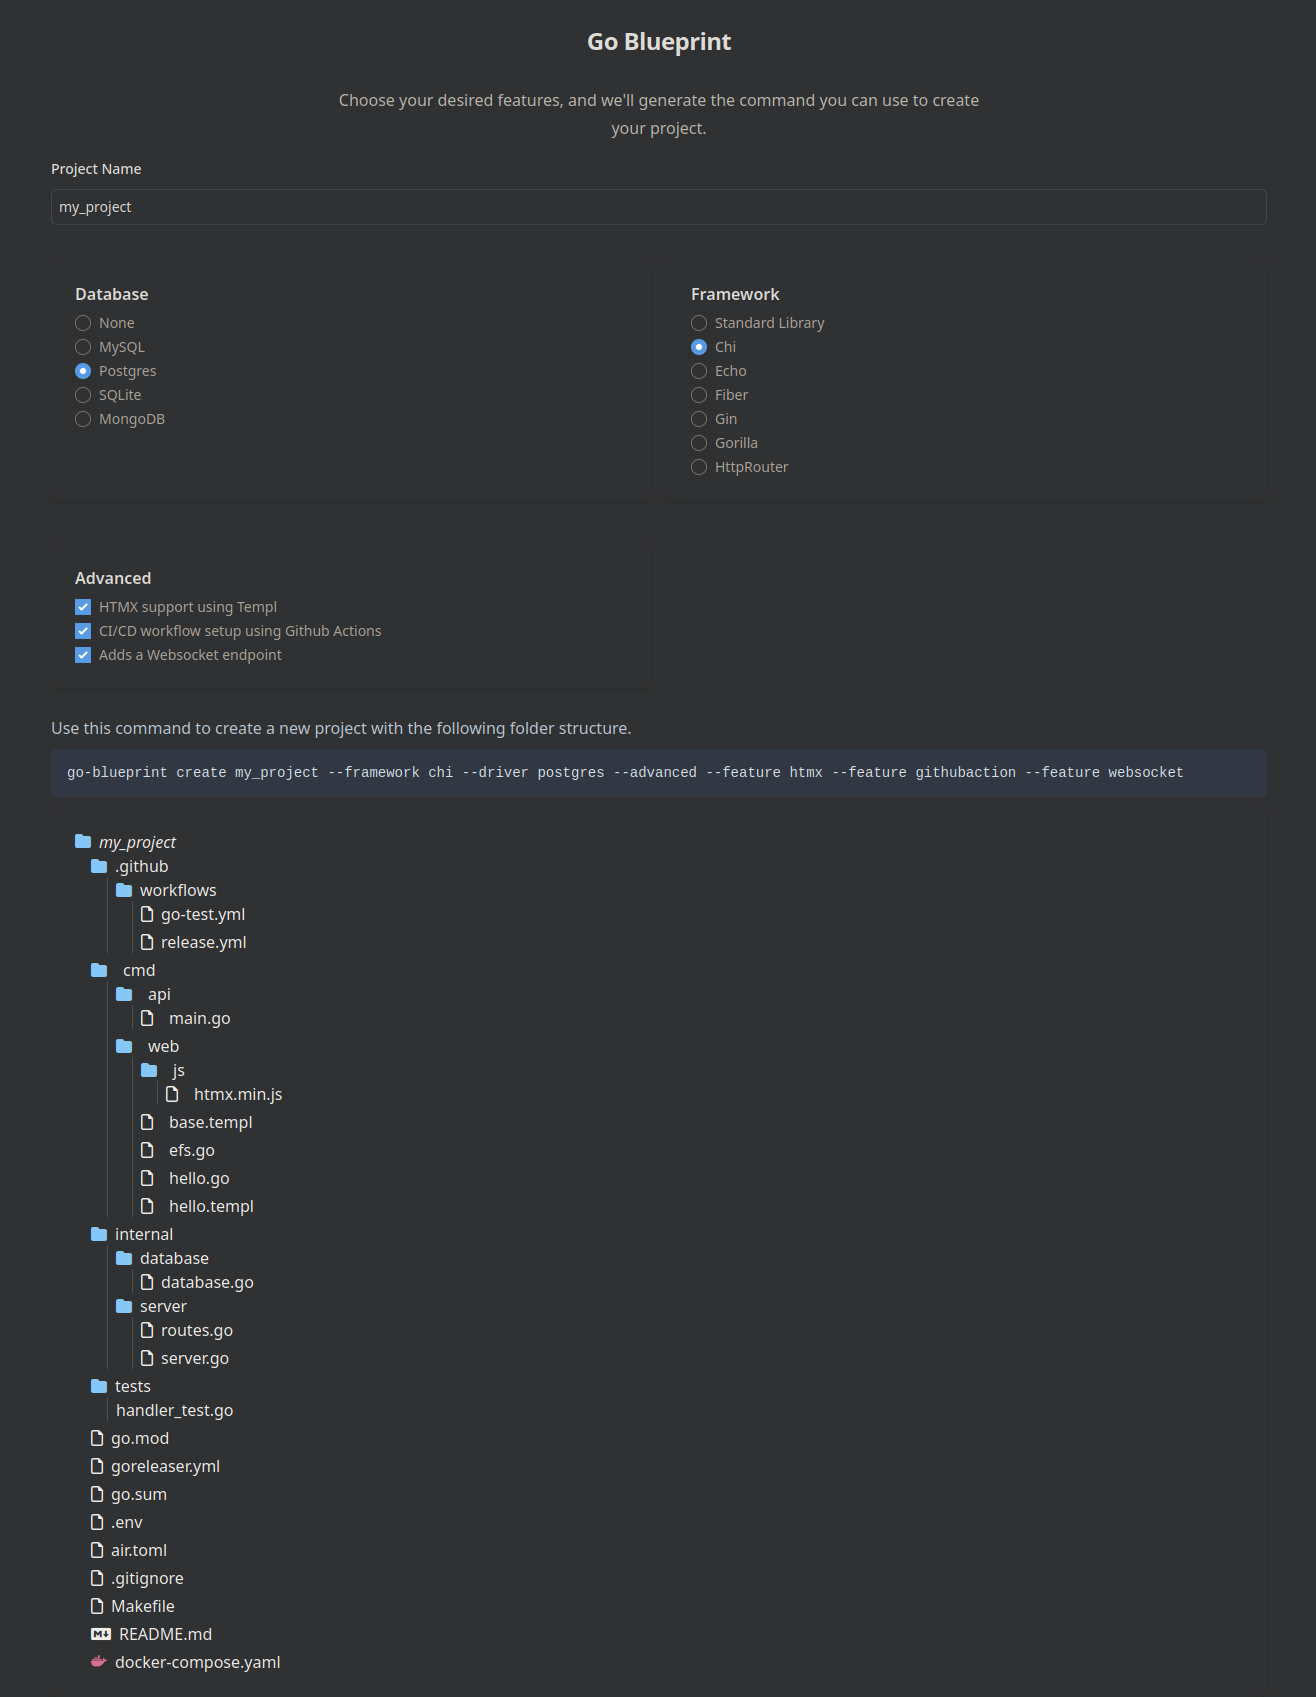 Go Blueprint
Choose your desired features, and we'll generate the command you can use to create
your project.
Project Name
my_project
Database
None
MySQL
Postgres
SQLite
MongoDB
Framework
Standard Library
Chi
Echo
Fiber
Gin
Gorilla
HttpRouter
Advanced
HTMX support using Templ
CI/CD workflow setup using Github Actions
Adds a Websocket endpoint
Use this command to create a new project with the following folder structure.
go-blueprint create my_project --framework chi --driver postgres --advanced --feature htmx --feature githubaction --feature websocket
my_project
.github
workflows
go-test.yml
release.yml
cmd
api
main.go
web
js
htmx.min.js
base.templ
efs.go
hello.go
hello.templ
internal
database
database.go
server
routes.go
server.go
tests
handler_test.go
go.mod
goreleaser.yml
go.sum
.env
air.toml
.gitignore
Makefile
README.md
docker-compose.yaml